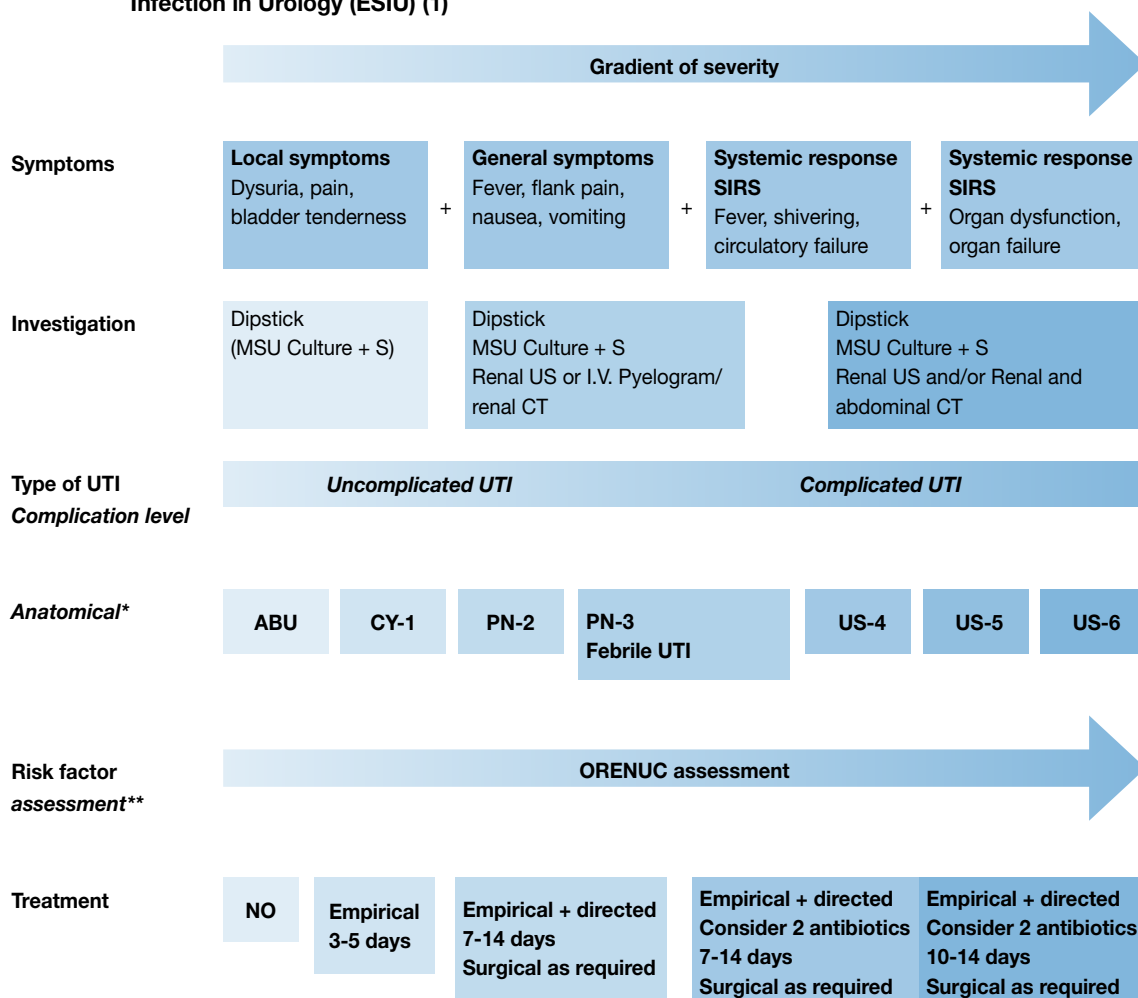 Infection in Urology (ESIU) (1)
Gradient of severity
Symptoms
Local symptoms
Dysuria, pain,
bladder tenderness
+
General symptoms
Fever, flank pain,
nausea, vomiting
+
Systemic response
SIRS
Fever, shivering,
circulatory failure
+
Systemic response
SIRS
Organ dysfunction,
organ failure
Investigation
Dipstick
(MSU Culture + S)
Dipstick
MSU Culture + S
Renal US or I.V. Pyelogram/
renal CT
Dipstick
MSU Culture + S
Renal US and/or Renal and
abdominal CT
Type of UTI
Complication level
Uncomplicated UTI
Complicated UTI
Anatomical*
ABU
CY-1
PN-2
PN-3
Febrile UTI
US-4
US-5
US-6
Risk factor
assessment**
ORENUC assessment
Treatment
NO
Empirical
3-5 days
Empirical + directed
7-14 days
Surgical as required
Empirical + directed
Consider 2 antibiotics
7-14 days
Surgical as required
Empirical + directed
Consider 2 antibiotics
10-14 days
Surgical as required